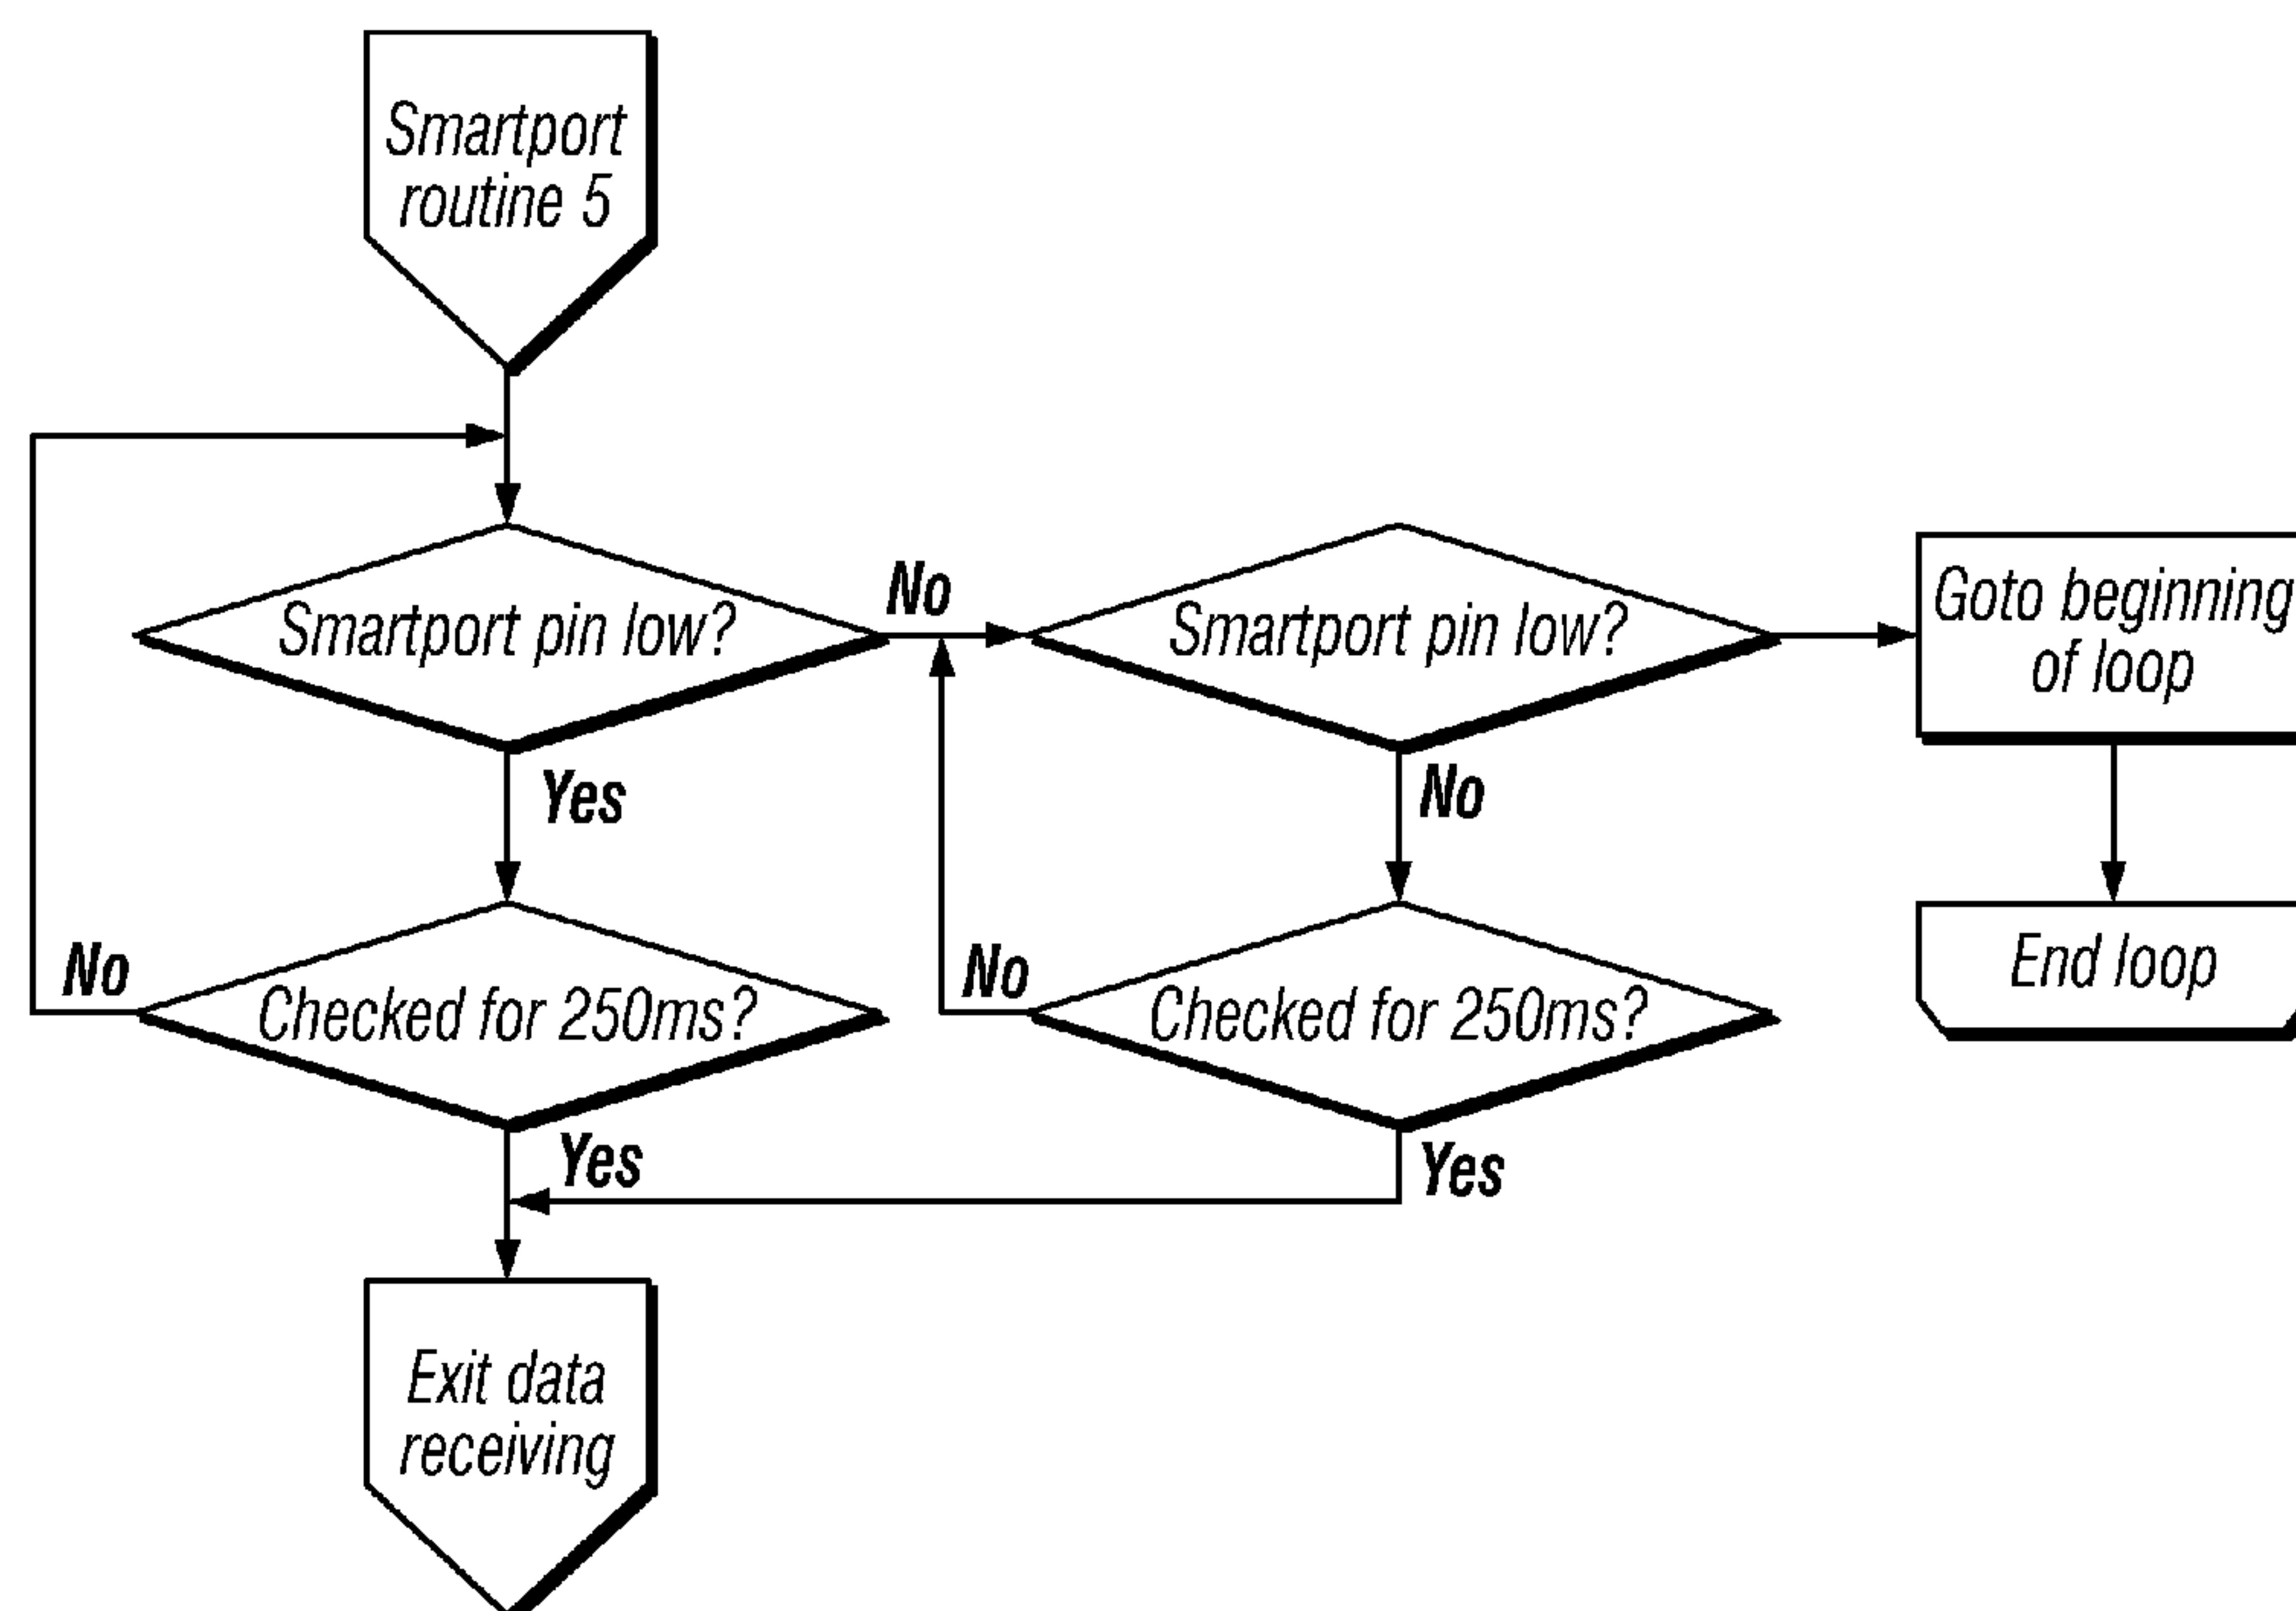 Smartport
routine 5
No
Smartport pin low?
Smartport pin low?
Goto beginning
of loop
Yes
No
No
Checked for 250ms?
No
Checked for 250ms?
End loop
Yes
Yes
Exit data
receiving